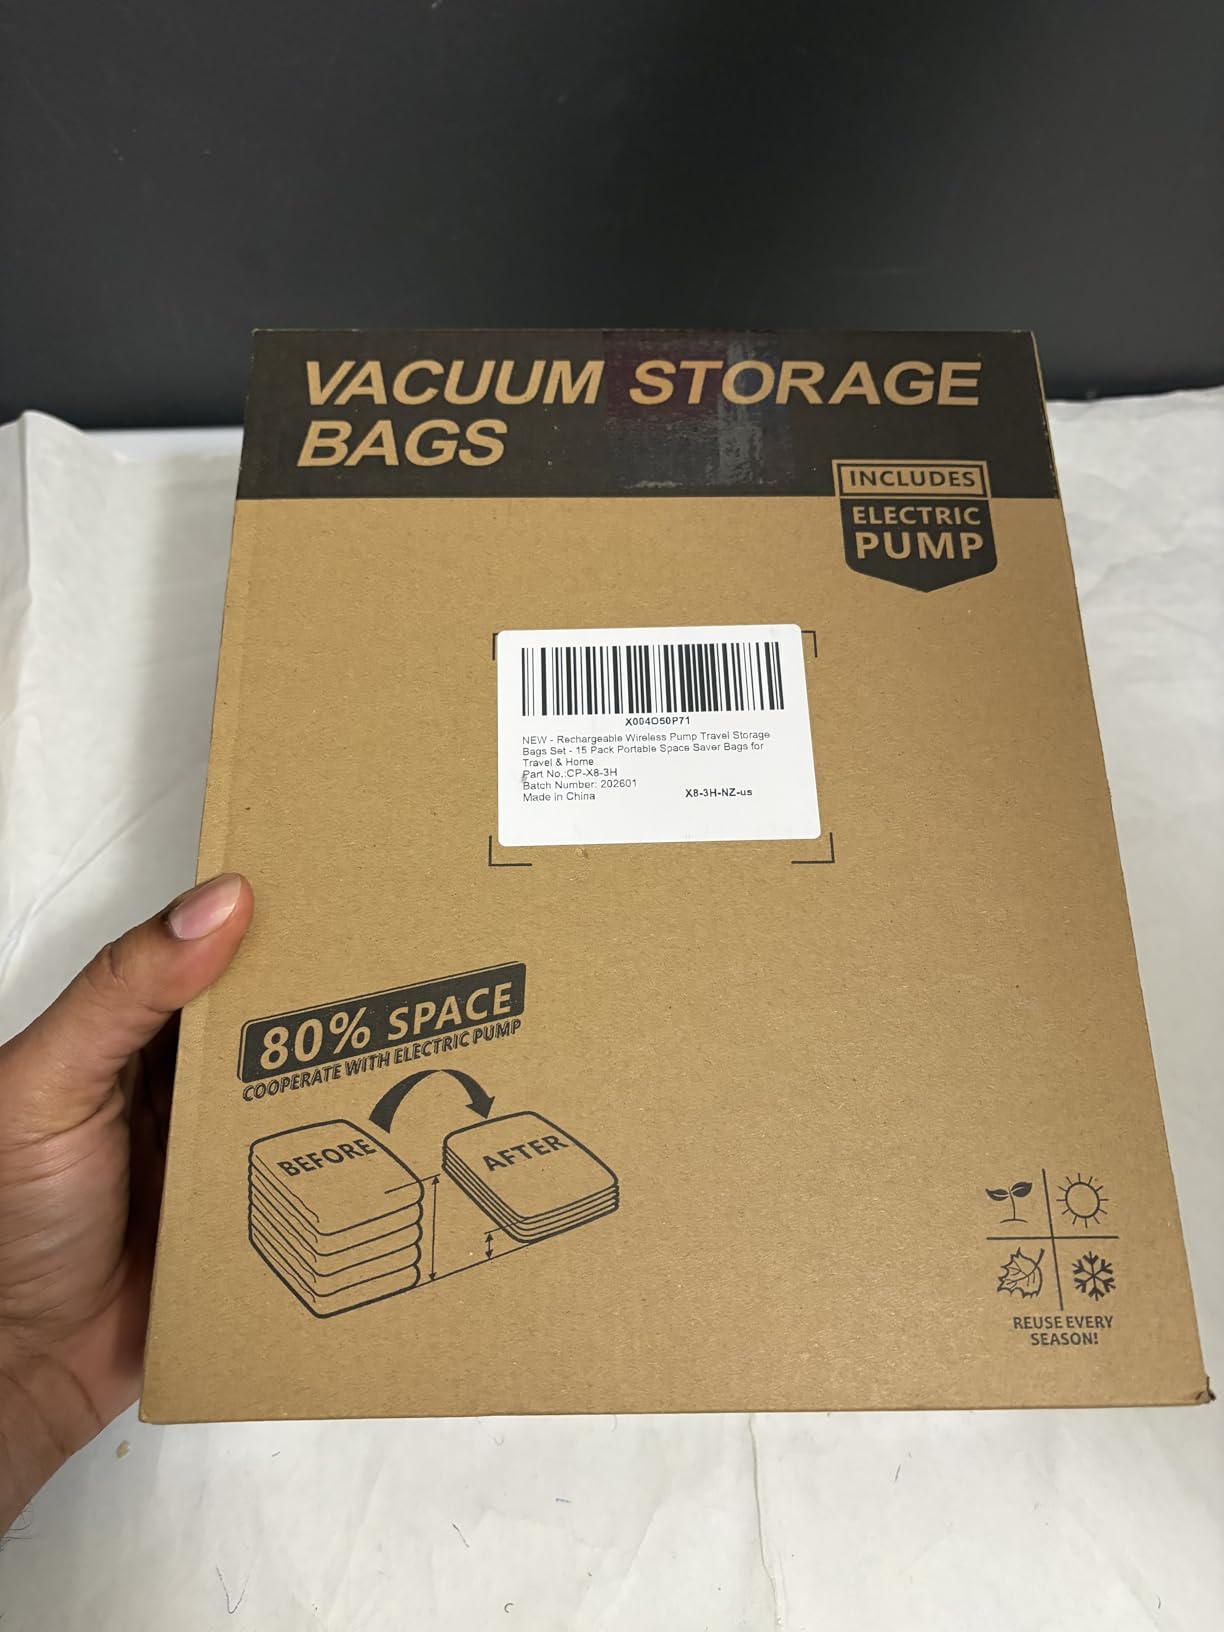 VACUUM STORAGE
BAGS
INCLUDES
ELECTRIC
PUMP
X004O50P71
NEW - Rechargeable Wireless Pump Travel Storage
Bags Set - 15 Pack Portable Space Saver Bags for
Travel & Home
Part No.:CP-X8-3H
Batch Number: 202601
Made in China X8-3H-NZ-us
80% SPACE
COOPERATE WITH ELECTRIC PUMP
BEFORE
AFTER
REUSE EVERY
SEASON!